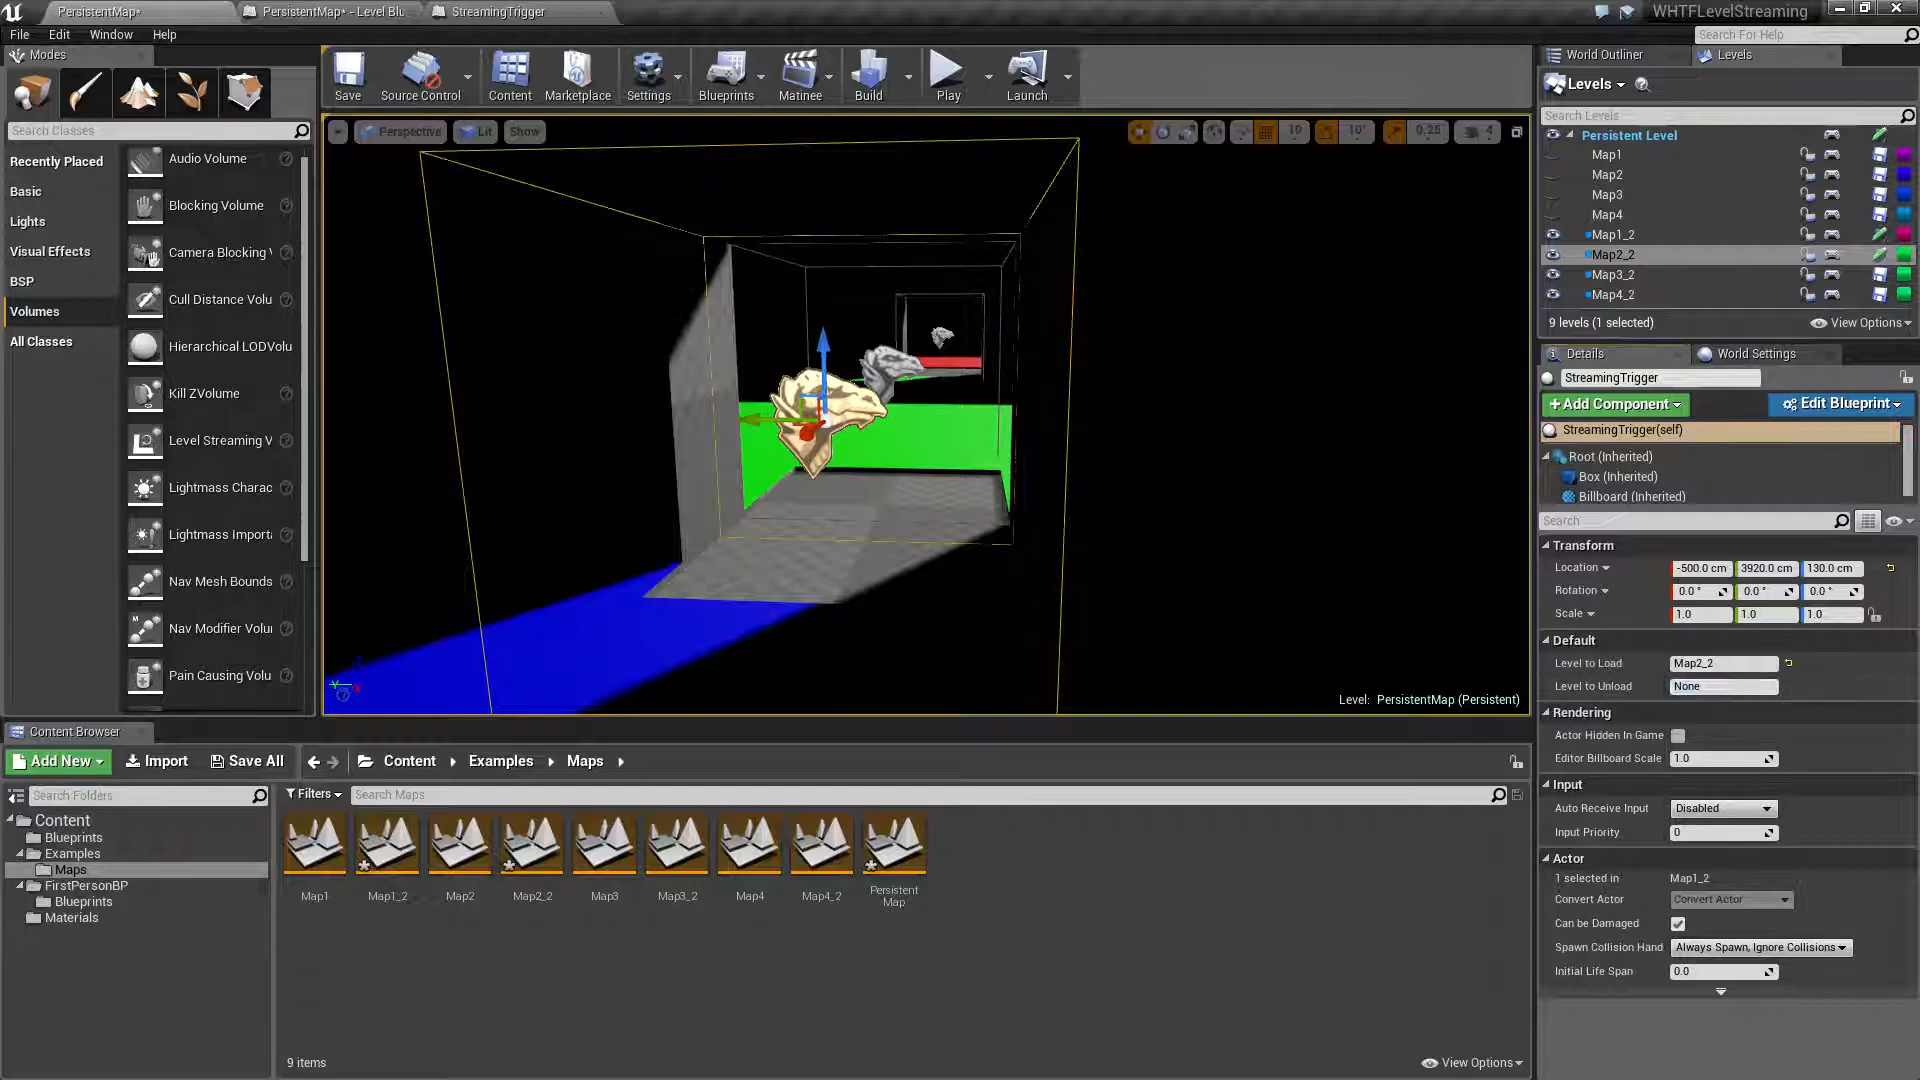 PersistentMap*
PersistentMap* - Level Blu
StreamingTrigger
WHTFLevelStreaming
File
Edit
Window
Help
Search For Help
Modes
Search Classes
Recently Placed
Basic
Lights
Visual Effects
BSP
Volumes
All Classes
Audio Volume
Blocking Volume
Camera Blocking V
Cull Distance Volu
Hierarchical LODVolu
Kill ZVolume
Level Streaming V
Lightmass Charac
Lightmass Importa
Nav Mesh Bounds
Nav Modifier Volur
Pain Causing Volu
Save
Source Control
Content
Marketplace
Settings
Blueprints
Matinee
Build
Play
Launch
Perspective
Lit
Show
10
10°
0.25
4
Level: PersistentMap (Persistent)
World Outliner
Levels
Levels
Search Levels
Persistent Level
Map1
Map2
Map3
Map4
Map1_2
Map2_2
Map3_2
Map4_2
9 levels (1 selected)
View Options
Details
World Settings
StreamingTrigger
+Add Component
Edit Blueprint
StreamingTrigger(self)
Root (Inherited)
Box (Inherited)
Billboard (Inherited)
Search
Transform
Location
-500.0 cm
3920.0 cm
130.0 cm
Rotation
0.0 °
0.0 °
0.0 °
Scale
1.0
1.0
1.0
Default
Level to Load
Map2_2
Level to Unload
None
Rendering
Actor Hidden In Game
Editor Billboard Scale
1.0
Input
Auto Receive Input
Disabled
Input Priority
0
Actor
1 selected in
Map1_2
Convert Actor
Convert Actor
Can be Damaged
Spawn Collision Hand
Always Spawn, Ignore Collisions
Initial Life Span
0.0
Content Browser
Add New
Import
Save All
Content
Examples
Maps
Search Folders
Filters
Search Maps
Content
Blueprints
Examples
Maps
FirstPersonBP
Blueprints
Materials
Map1
Map1_2
Map2
Map2_2
Map3
Map3_2
Map4
Map4_2
Persistent
Map
9 items
View Options